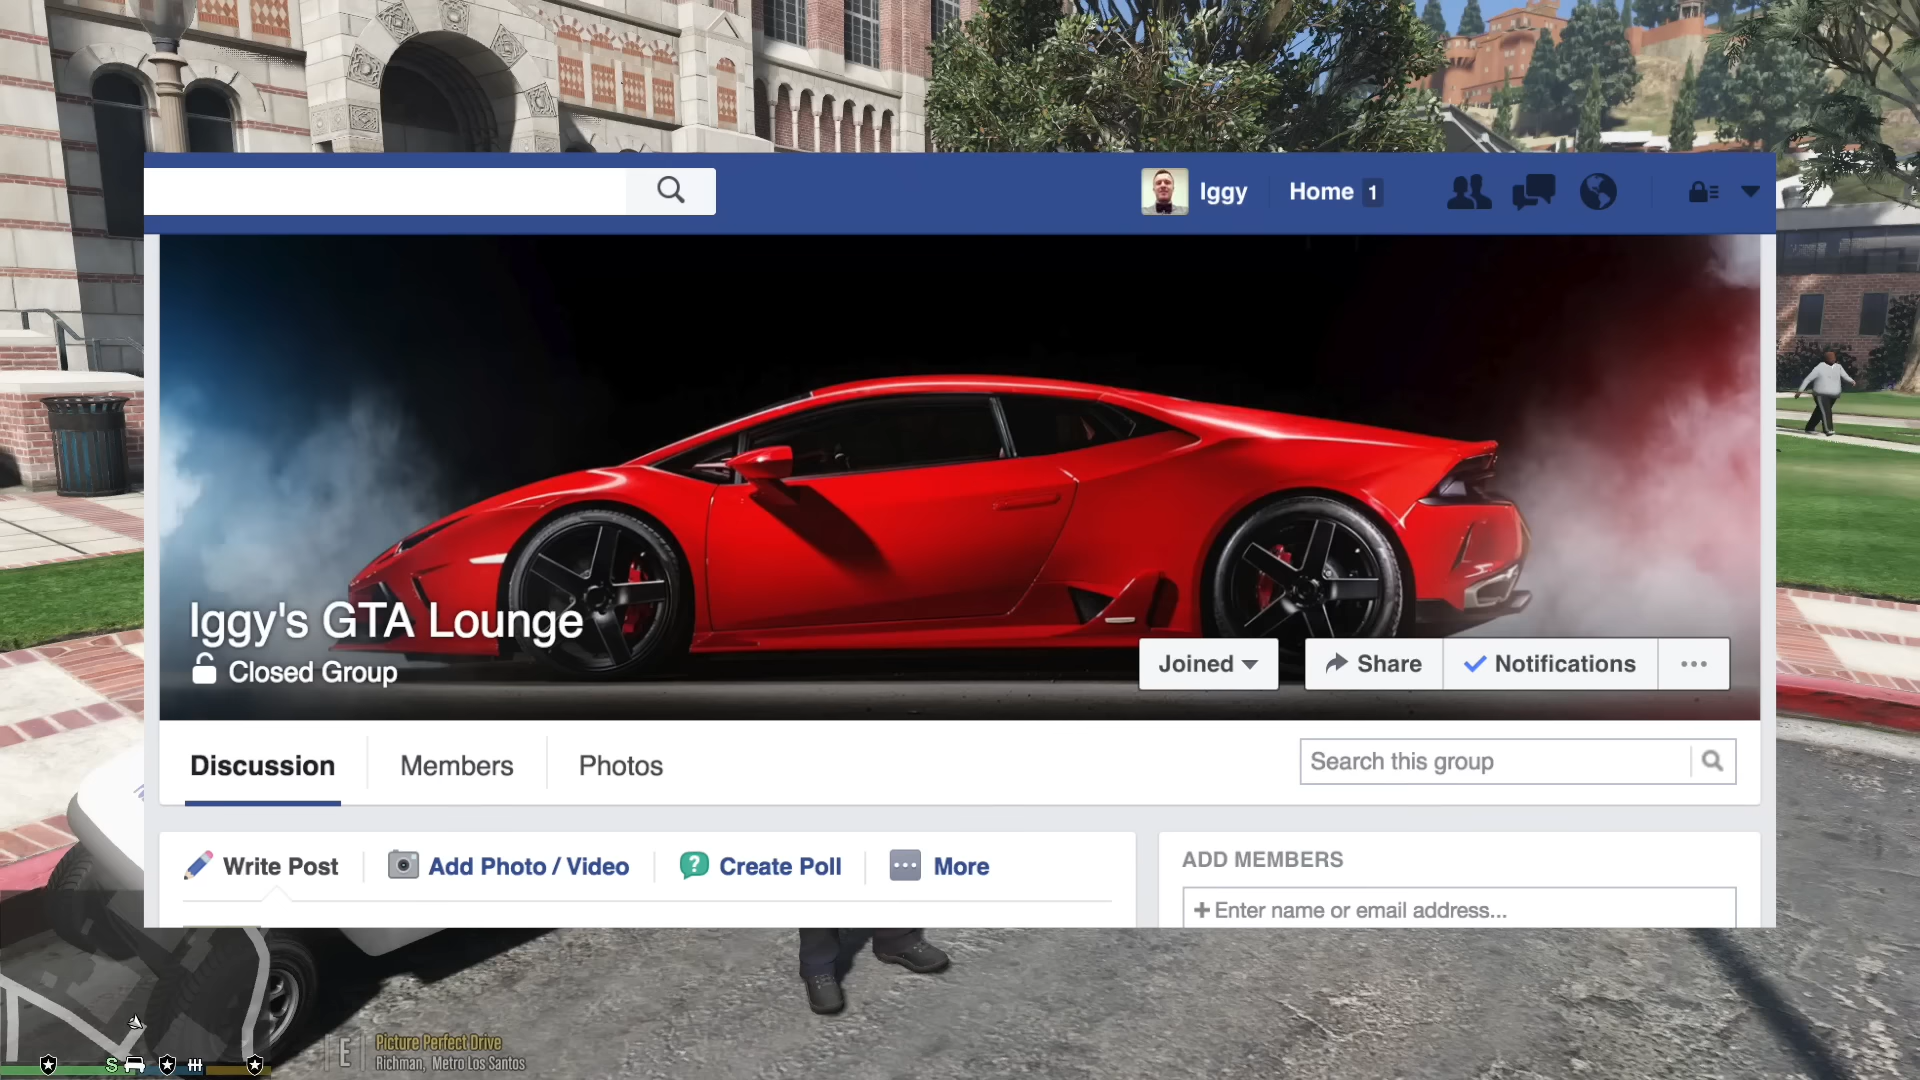 Iggy
Home 1
Iggy's GTA Lounge
Closed Group
Joined
Share
Notifications
Discussion
Members
Photos
Search this group
Write Post
Add Photo / Video
Create Poll
More
ADD MEMBERS
Enter name or email address...
E
Picture Perfect Drive
Richman, Metro Los Santos
S